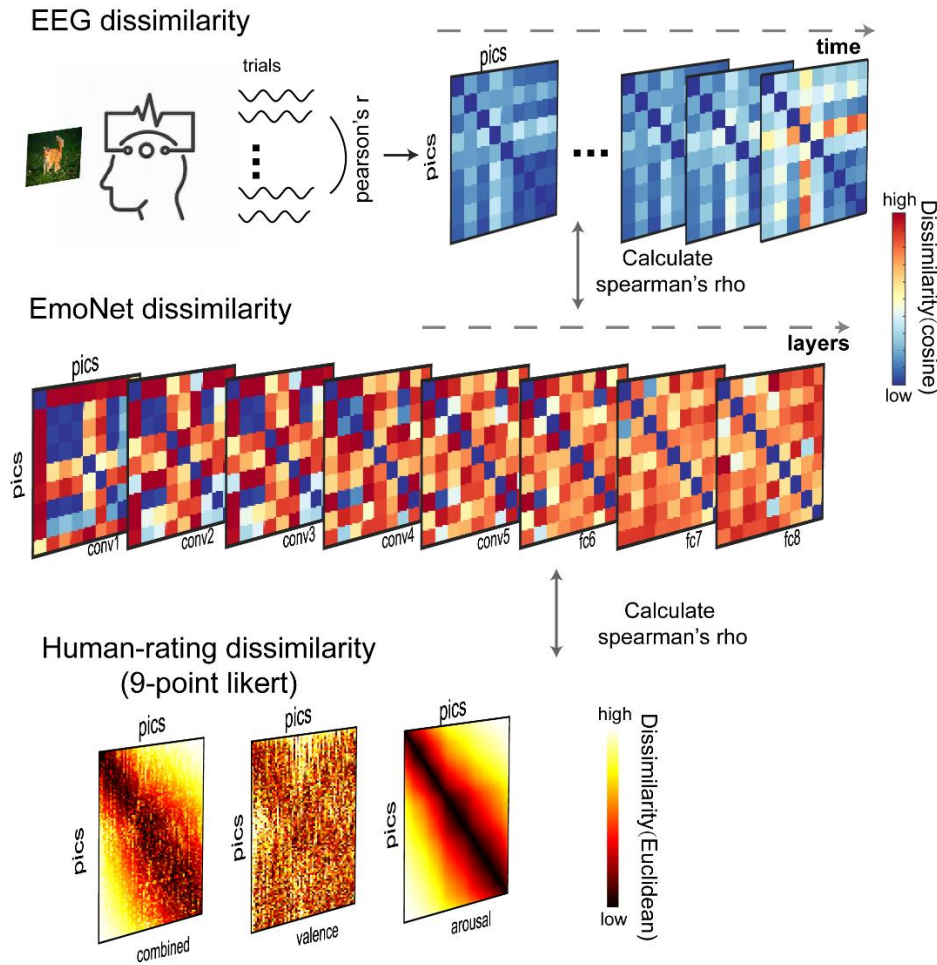 EEG dissimilarity
trials
pearson's r
pics
pics
time
Calculate
spearman's rho
high
Dissimilarity(cosine)
low
EmoNet dissimilarity
layers
pics
pics
conv1
conv2
conv3
conv4
conv5
fc6
fc7
fc8
Calculate
spearman's rho
Human-rating dissimilarity
(9-point likert)
pics
pics
combined
pics
pics
valence
pics
pics
arousal
high
Dissimilarity(Euclidean)
low